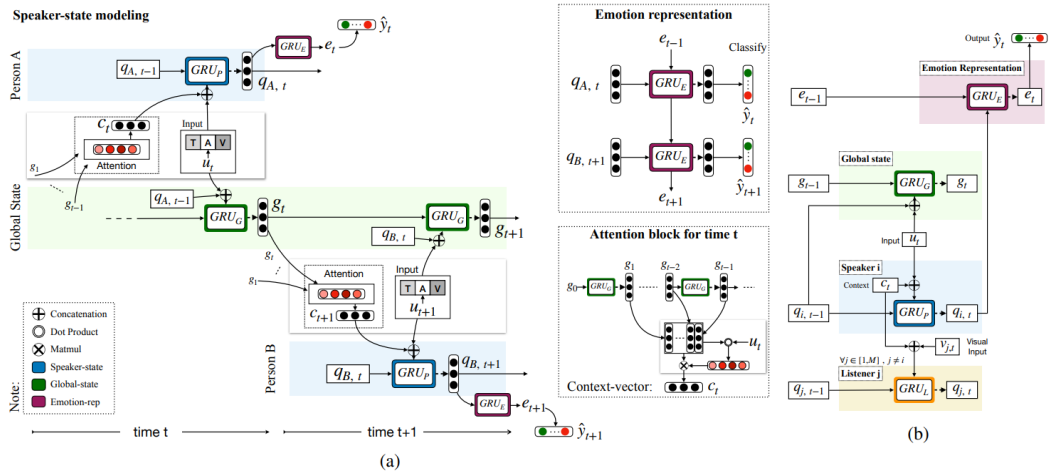 Speaker-state modeling
Person A
q_{A, t−1}
GRU_P
GRU_E
e_t
ŷ_t
q_{A, t}
c_t
Attention
g_1
g_{t−1}
Input
T A V
u_t
Global State
q_{A, t−1}
GRU_G
g_t
g_t
g_1
Attention
c_{t+1}
q_{B, t}
GRU_G
g_{t+1}
Input
T A V
u_{t+1}
Person B
q_{B, t}
GRU_P
q_{B, t+1}
GRU_E
e_{t+1}
ŷ_{t+1}
Note:
Concatenation
Dot Product
Matmul
Speaker-state
Global-state
Emotion-rep
time t
time t+1
(a)
Emotion representation
e_{t−1}
Classify
q_{A, t}
GRU_E
ŷ_t
q_{B, t+1}
GRU_E
ŷ_{t+1}
e_{t+1}
Attention block for time t
g_0
GRU_G
g_1
g_{t−2}
GRU_G
g_{t−1}
u_t
Context-vector:
c_t
Output ŷ_t
Emotion Representation
e_{t−1}
GRU_E
e_t
Global state
g_{t−1}
GRU_G
g_t
Input
u_t
Speaker i
Context
c_t
q_{i, t−1}
GRU_P
q_{i, t}
v_{j,t}
Visual
Input
∀j ∈ [1,M] , j ≠ i
Listener j
q_{j, t−1}
GRU_L
q_{j, t}
(b)